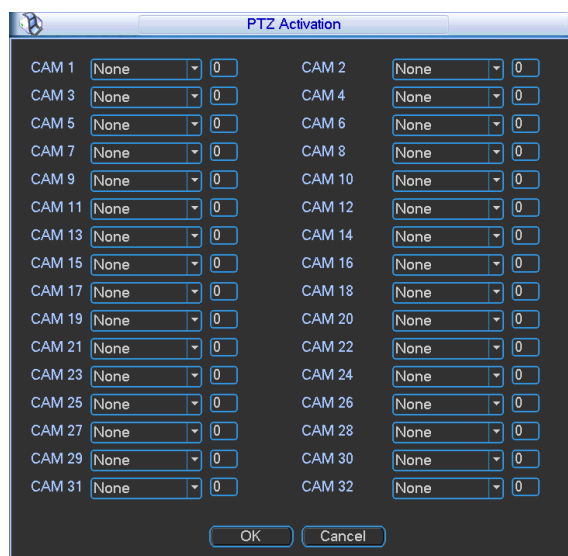 PTZ Activation
CAM 1 None 0 CAM 2 None 0
CAM 3 None 0 CAM 4 None 0
CAM 5 None 0 CAM 6 None 0
CAM 7 None 0 CAM 8 None 0
CAM 9 None 0 CAM 10 None 0
CAM 11 None 0 CAM 12 None 0
CAM 13 None 0 CAM 14 None 0
CAM 15 None 0 CAM 16 None 0
CAM 17 None 0 CAM 18 None 0
CAM 19 None 0 CAM 20 None 0
CAM 21 None 0 CAM 22 None 0
CAM 23 None 0 CAM 24 None 0
CAM 25 None 0 CAM 26 None 0
CAM 27 None 0 CAM 28 None 0
CAM 29 None 0 CAM 30 None 0
CAM 31 None 0 CAM 32 None 0
OK Cancel